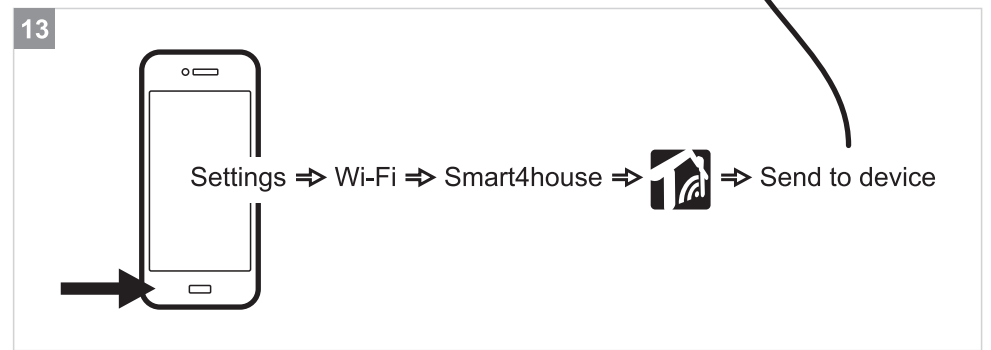 13
Settings ⇒ Wi-Fi ⇒ Smart4house ⇒ ⇒ Send to device